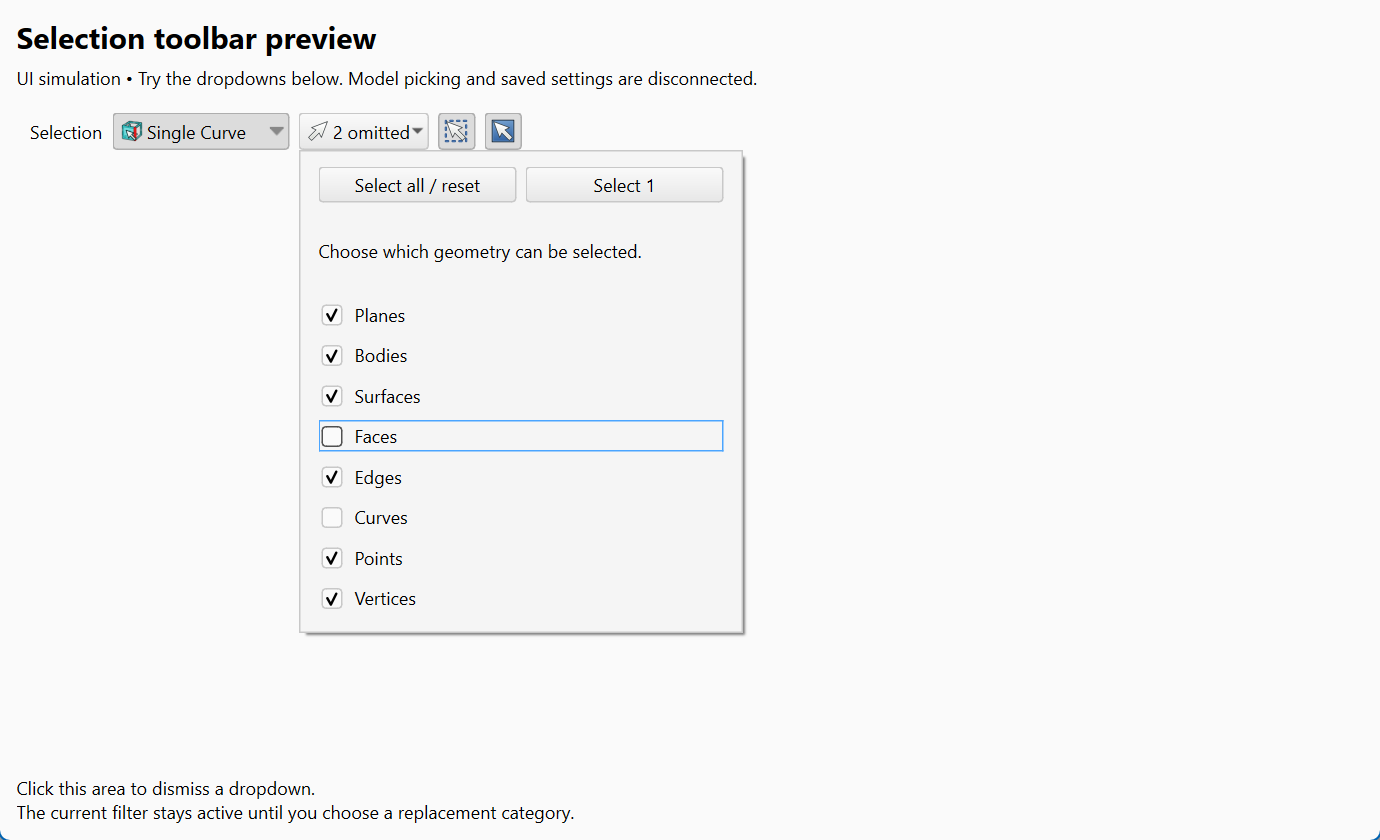 Selection toolbar preview
UI simulation • Try the dropdowns below. Model picking and saved settings are disconnected.
Selection Single Curve 2 omitted
Select all / reset Select 1
Choose which geometry can be selected.
Planes
Bodies
Surfaces
Faces
Edges
Curves
Points
Vertices
Click this area to dismiss a dropdown.
The current filter stays active until you choose a replacement category.